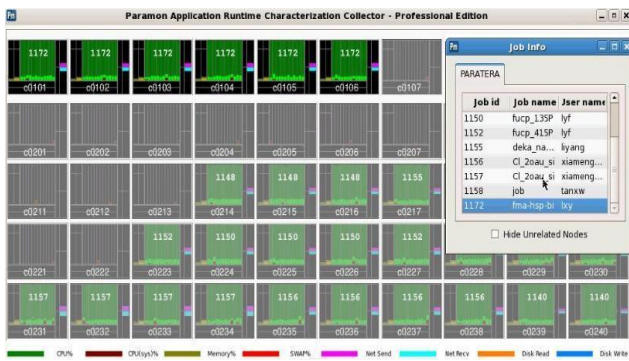 Paramon Application Runtime Characterization Collector - Professional Edition
1172 1172 1172 1172 1172 1172
c0101 c0102 c0103 c0104 c0105 c0106 c0107
c0201 c0202 c0203 c0204 c0205 c0206 c0207
1148 1148 1148 1155
c0211 c0212 c0213 c0214 c0215 c0216 c0217
1152 1150 1150 1150 1152
c0221 c0222 c0223 c0224 c0225 c0226 c0227 c0228 c0229 c0230
1157 1157 1157 1157 1156 1156 1156 1156 1140 1140
c0231 c0232 c0233 c0234 c0235 c0236 c0237 c0238 c0239 c0240
CPU% CPU(sys)% Memory% SWAP% Net Send Net Recv Disk Read Disk Write
Job Info
PARATERA
Job id Job name Jser name
1150 fucp_13SP lyf
1152 fucp_41SP lyf
1155 deka_na... liyang
1156 Cl_2oau_si xiameng...
1157 Cl_2oau_si xiameng...
1158 job tanxw
1172 fma-hsp-bi lxy
Hide Unrelated Nodes